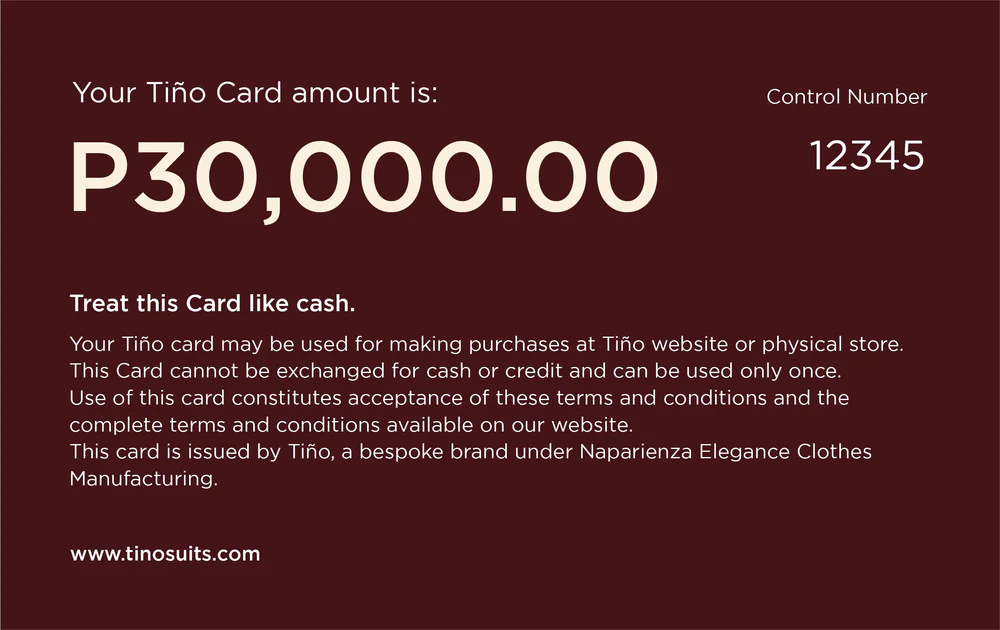 Your Tiño Card amount is:
P30,000.00
Control Number
12345
Treat this Card like cash.
Your Tiño card may be used for making purchases at Tiño website or physical store.
This Card cannot be exchanged for cash or credit and can be used only once.
Use of this card constitutes acceptance of these terms and conditions and the
complete terms and conditions available on our website.
This card is issued by Tiño, a bespoke brand under Naparienza Elegance Clothes
Manufacturing.
www.tinosuits.com